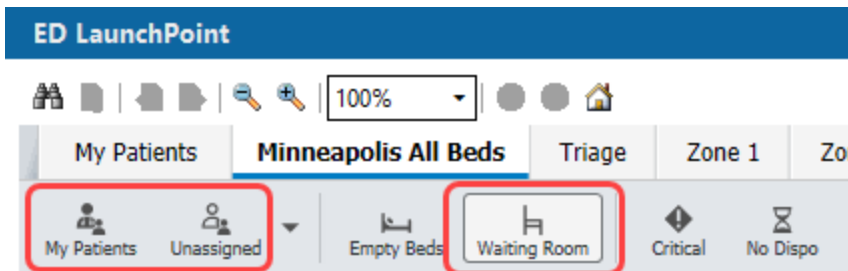 ED LaunchPoint
100%
My Patients Minneapolis All Beds Triage Zone 1 Zo
My Patients Unassigned Empty Beds Waiting Room Critical No Dispo